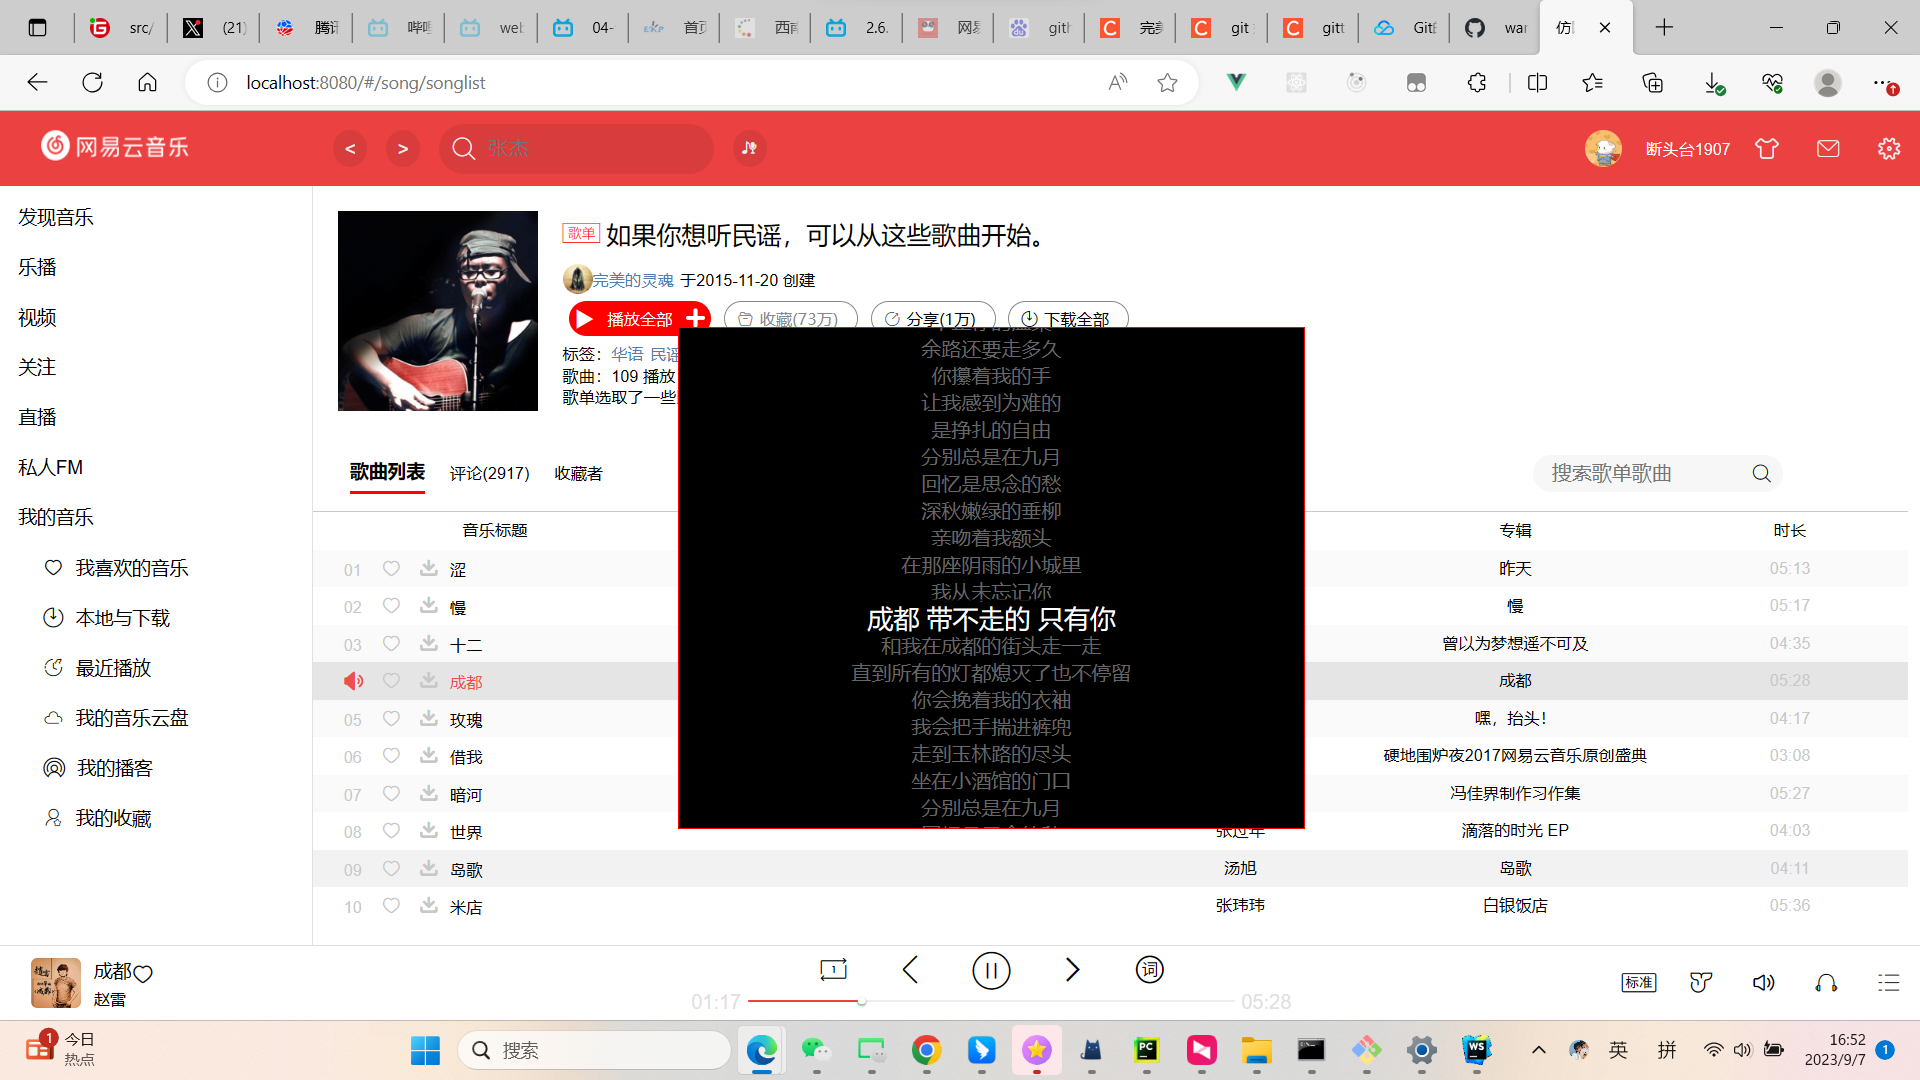 src/
(21)
腾讯
哔哩
web
04-
首页
西南
2.6.
网易
gith
完美
git
gitt
Git
war
仿
localhost:8080/#/song/songlist
网易云音乐
<
>
张杰
断头台1907
发现音乐
乐播
视频
关注
直播
私人FM
我的音乐
我喜欢的音乐
本地与下载
最近播放
我的音乐云盘
我的播客
我的收藏
歌单 如果你想听民谣，可以从这些歌曲开始。
完美的灵魂 于2015-11-20 创建
播放全部
收藏(73万)
分享(1万)
下载全部
标签：华语 民谣
歌曲：109 播放
歌单选取了一些
歌曲列表 评论(2917) 收藏者
搜索歌单歌曲
音乐标题 专辑 时长
01 涩 昨天 05:13
02 慢 慢 05:17
03 十二 曾以为梦想遥不可及 04:35
成都 成都 05:28
05 玫瑰 嘿，抬头！ 04:17
06 借我 硬地围炉夜2017网易云音乐原创盛典 03:08
07 暗河 冯佳界制作习作集 05:27
08 世界 张过年 滴落的时光 EP 04:03
09 岛歌 汤旭 岛歌 04:11
10 米店 张玮玮 白银饭店 05:36
余路还要走多久
你攥着我的手
让我感到为难的
是挣扎的自由
分别总是在九月
回忆是思念的愁
深秋嫩绿的垂柳
亲吻着我额头
在那座阴雨的小城里
我从未忘记你
成都 带不走的 只有你
和我在成都的街头走一走
直到所有的灯都熄灭了也不停留
你会挽着我的衣袖
我会把手揣进裤兜
走到玉林路的尽头
坐在小酒馆的门口
分别总是在九月
成都
赵雷
1
词
01:17
05:28
标准
1
今日
热点
搜索
PC
WS
英
拼
16:52
2023/9/7
1